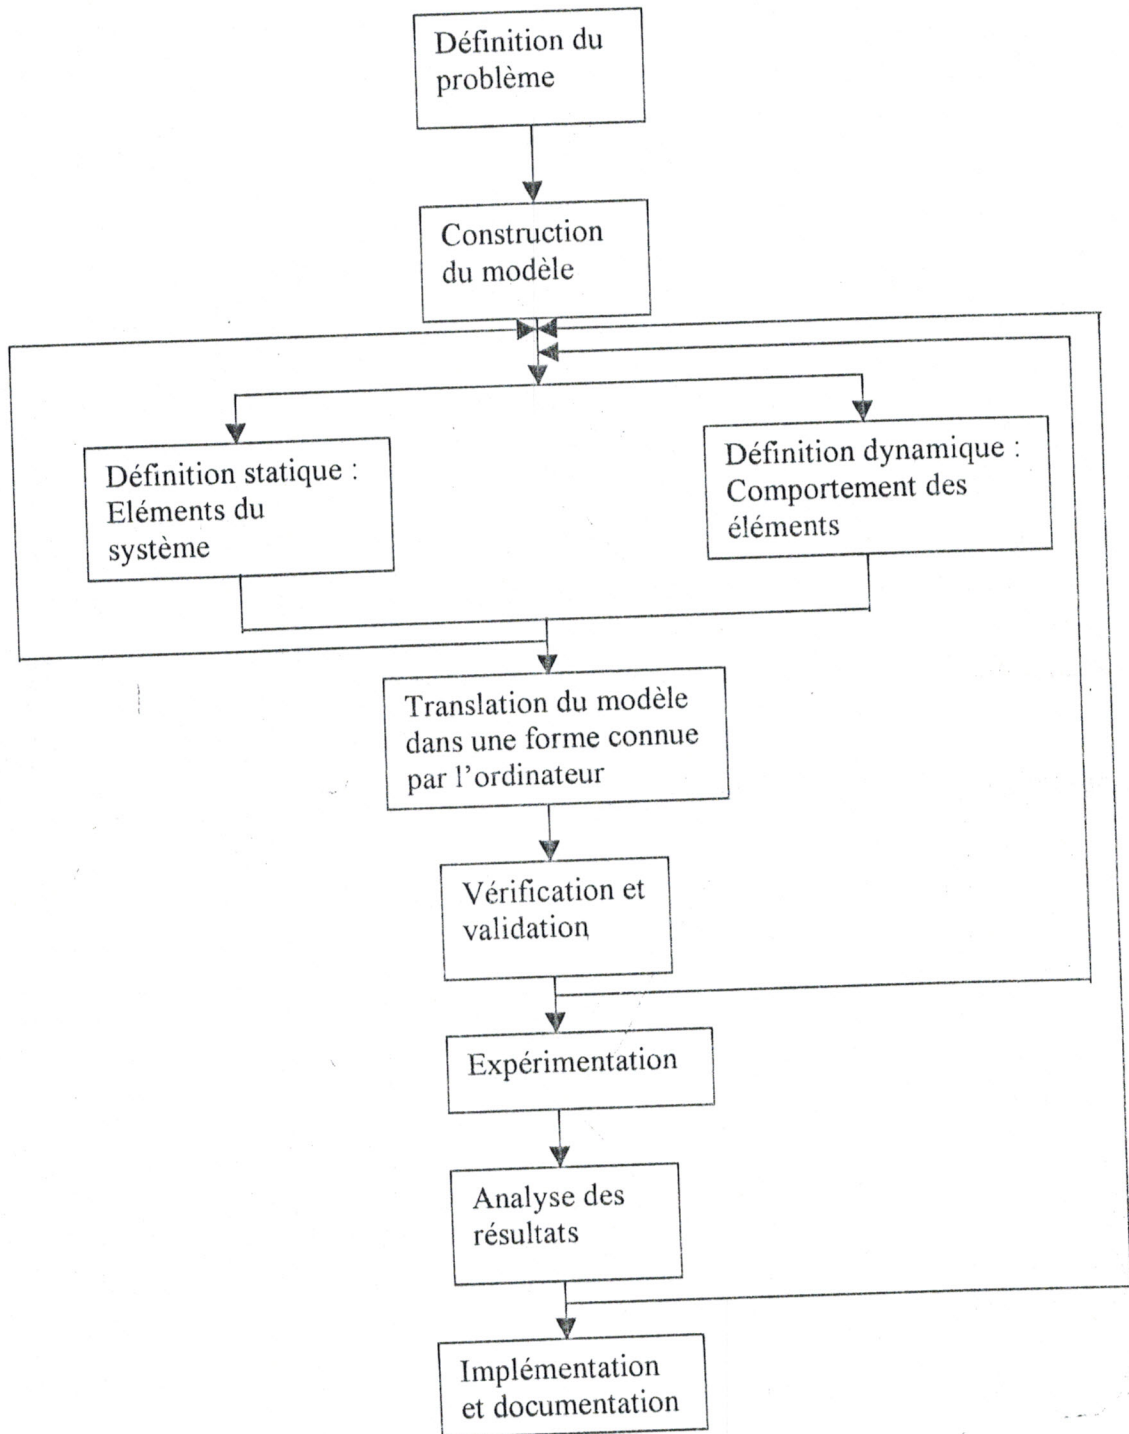 Définition du
problème
Construction
du modèle
Définition statique :
Eléments du
système
Définition dynamique :
Comportement des
éléments
Translation du modèle
dans une forme connue
par l'ordinateur
Vérification et
validation
Expérimentation
Analyse des
résultats
Implémentation
et documentation